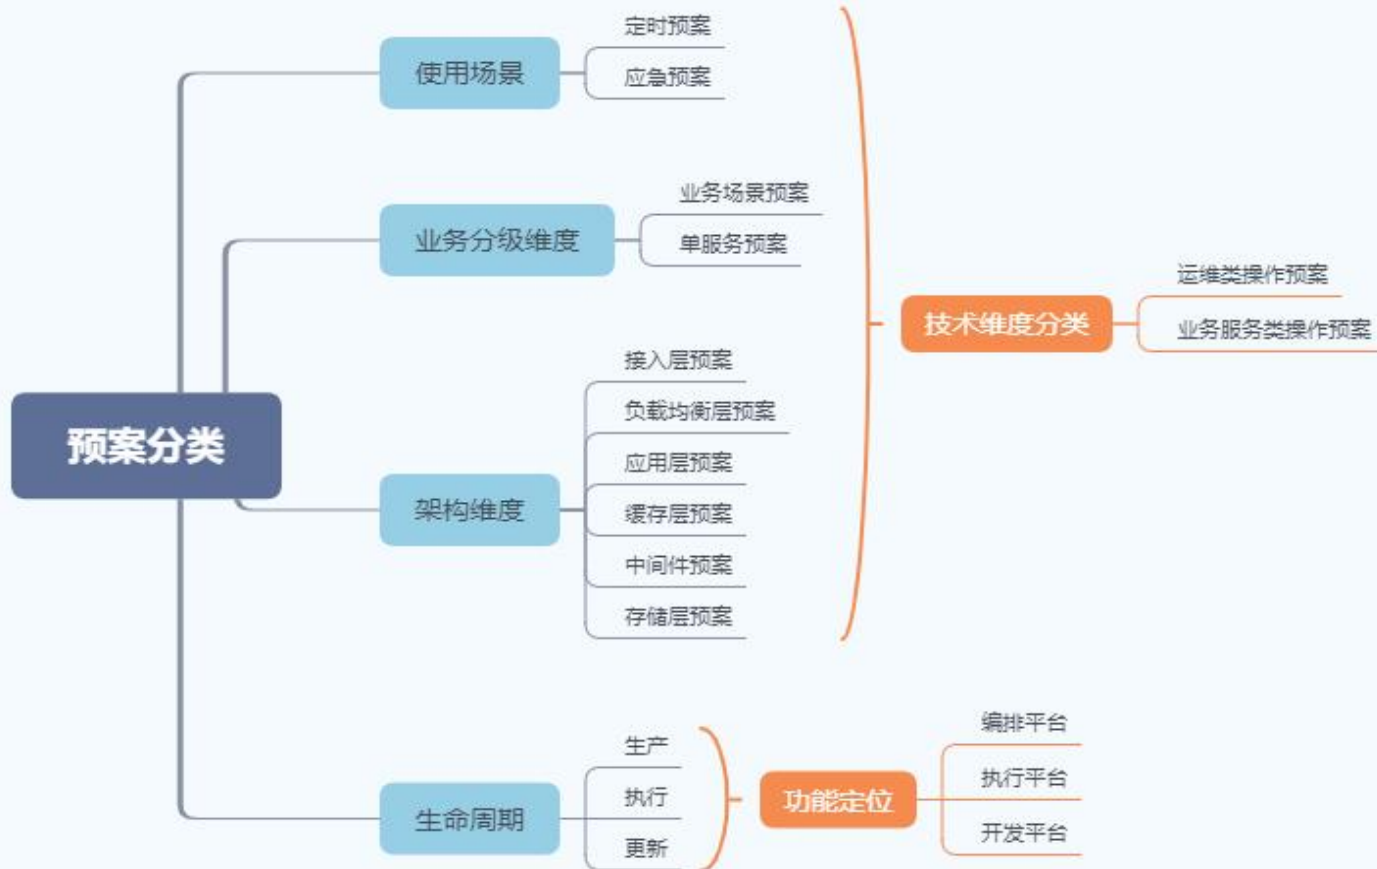 预案分类
使用场景
定时预案
应急预案
业务分级维度
业务场景预案
单服务预案
架构维度
接入层预案
负载均衡层预案
应用层预案
缓存层预案
中间件预案
存储层预案
技术维度分类
运维类操作预案
业务服务类操作预案
生命周期
生产
执行
更新
功能定位
编排平台
执行平台
开发平台